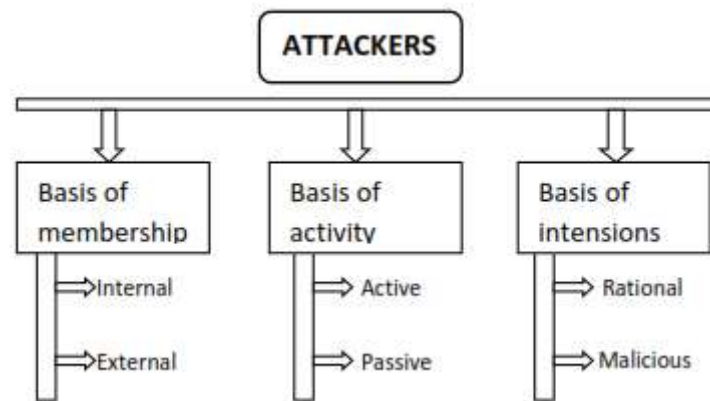 ATTACKERS
Basis of
membership
Internal
External
Basis of
activity
Active
Passive
Basis of
intensions
Rational
Malicious